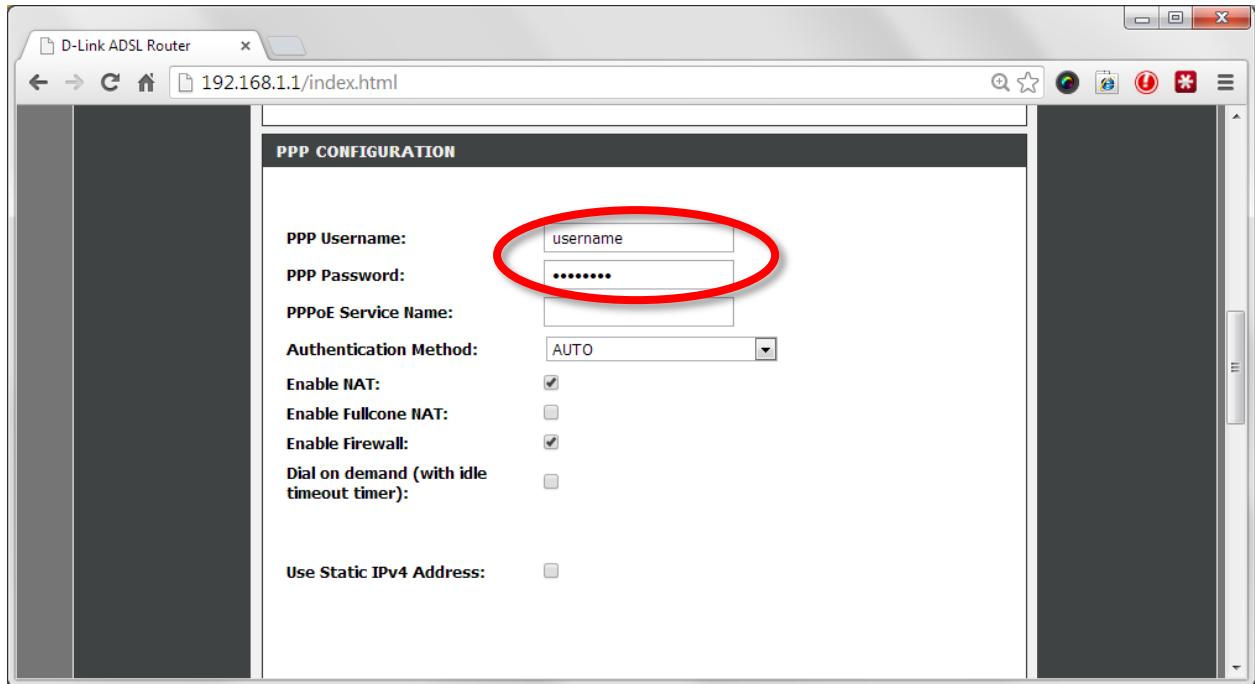 D-Link ADSL Router
192.168.1.1/index.html
PPP CONFIGURATION
PPP Username: username
PPP Password: ••••••••
PPPoE Service Name:
Authentication Method: AUTO
Enable NAT:
Enable Fullcone NAT:
Enable Firewall:
Dial on demand (with idle
timeout timer):
Use Static IPv4 Address: